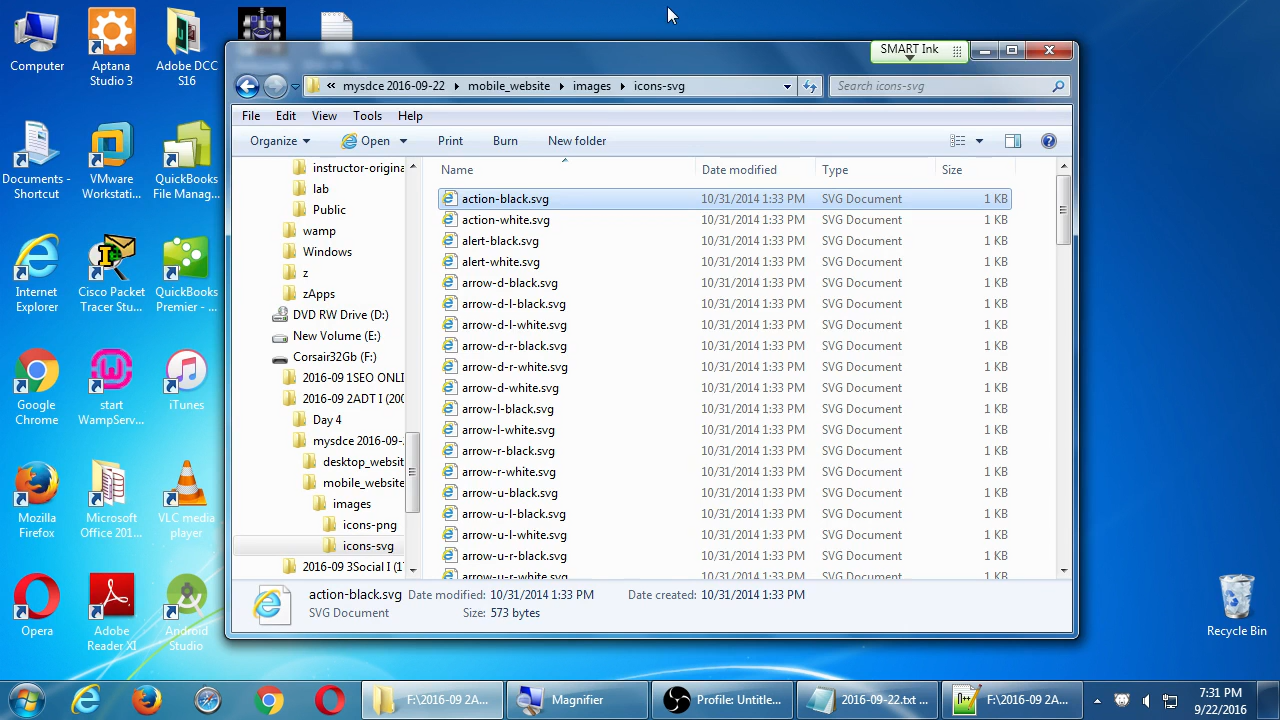 Computer
Aptana
Studio 3
Adobe DCC
S16
Documents -
Shortcut
VMware
Workstati...
QuickBooks
File Manag...
Internet
Explorer
Cisco Packet
Tracer Stu...
QuickBooks
Premier - ...
Google
Chrome
start
WampServ...
iTunes
Mozilla
Firefox
Microsoft
Office 201...
VLC media
player
Opera
Adobe
Reader XI
Android
Studio
Recycle Bin
SMART Ink
« mysdce 2016-09-22 mobile_website images icons-svg
Search icons-svg
File Edit View Tools Help
Organize Open Print Burn New folder
instructor-origina
lab
Public
wamp
Windows
z
zApps
DVD RW Drive (D:)
New Volume (E:)
Corsair32Gb (F:)
2016-09 1SEO ONLI
2016-09 2ADT I (200
Day 4
mysdce 2016-09-
desktop_websit
mobile_website
images
icons-png
icons-svg
2016-09 3Social I (1
Name Date modified Type Size
action-black.svg 10/31/2014 1:33 PM SVG Document 1 KB
action-white.svg 10/31/2014 1:33 PM SVG Document 1 KB
alert-black.svg 10/31/2014 1:33 PM SVG Document 1 KB
alert-white.svg 10/31/2014 1:33 PM SVG Document 1 KB
arrow-d-black.svg 10/31/2014 1:33 PM SVG Document 1 KB
arrow-d-l-black.svg 10/31/2014 1:33 PM SVG Document 1 KB
arrow-d-l-white.svg 10/31/2014 1:33 PM SVG Document 1 KB
arrow-d-r-black.svg 10/31/2014 1:33 PM SVG Document 1 KB
arrow-d-r-white.svg 10/31/2014 1:33 PM SVG Document 1 KB
arrow-d-white.svg 10/31/2014 1:33 PM SVG Document 1 KB
arrow-l-black.svg 10/31/2014 1:33 PM SVG Document 1 KB
arrow-l-white.svg 10/31/2014 1:33 PM SVG Document 1 KB
arrow-r-black.svg 10/31/2014 1:33 PM SVG Document 1 KB
arrow-r-white.svg 10/31/2014 1:33 PM SVG Document 1 KB
arrow-u-black.svg 10/31/2014 1:33 PM SVG Document 1 KB
arrow-u-l-black.svg 10/31/2014 1:33 PM SVG Document 1 KB
arrow-u-l-white.svg 10/31/2014 1:33 PM SVG Document 1 KB
arrow-u-r-black.svg 10/31/2014 1:33 PM SVG Document 1 KB
arrow-u-r-white.svg 10/31/2014 1:33 PM SVG Document 1 KB
action-black.svg Date modified: 10/31/2014 1:33 PM Date created: 10/31/2014 1:33 PM
SVG Document Size: 573 bytes
F:\2016-09 2A... Magnifier Profile: Untitle... 2016-09-22.txt ... F:\2016-09 2A...
7:31 PM
9/22/2016